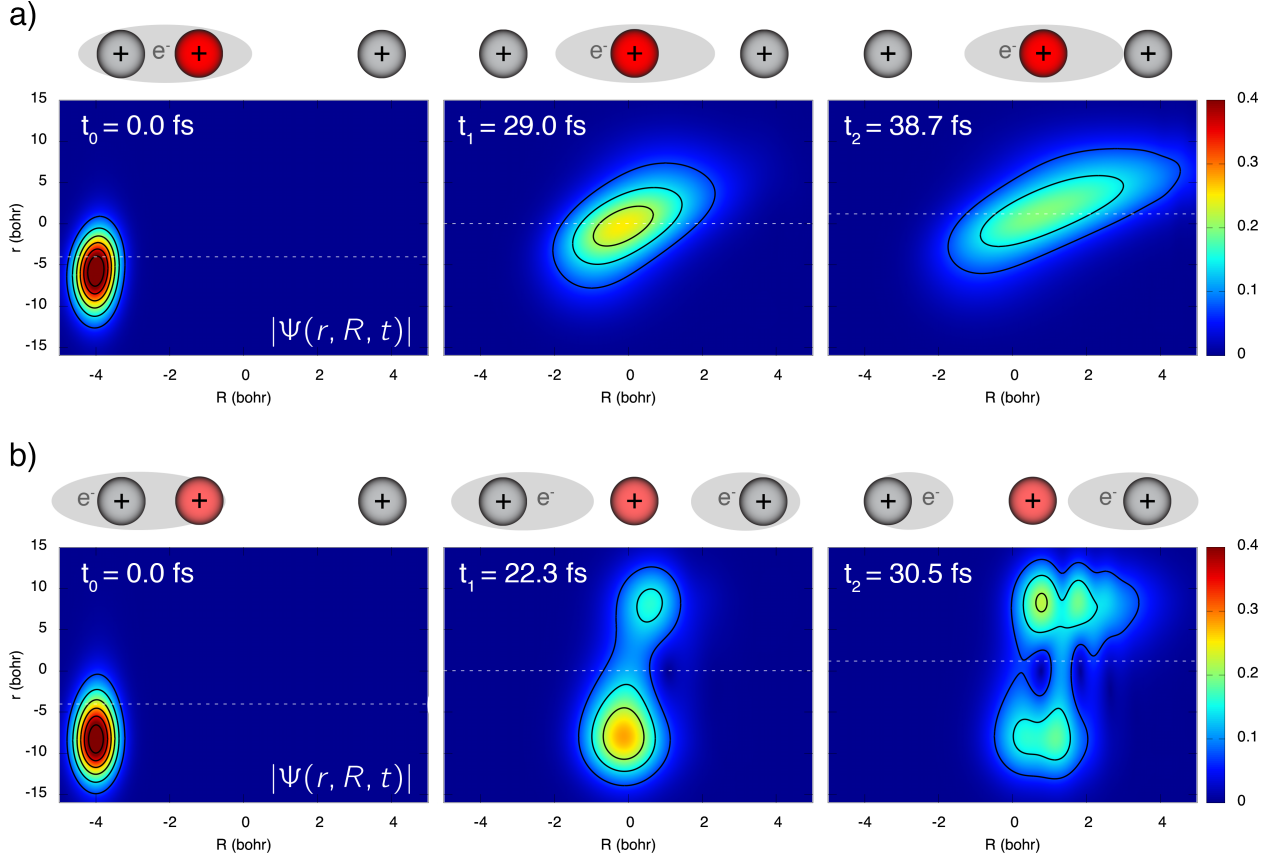 a)
+ e- + +
+ e- + +
+ e- + +
t0 = 0.0 fs
t1 = 29.0 fs
t2 = 38.7 fs
|Ψ(r, R, t)|
r (bohr)
15
10
5
0
-5
-10
-15
-4 -2 0 2 4
-4 -2 0 2 4
-4 -2 0 2 4
R (bohr)
R (bohr)
R (bohr)
0.4
0.3
0.2
0.1
0
b)
e- + + +
+ e- + e- +
+ e- + e- +
t0 = 0.0 fs
t1 = 22.3 fs
t2 = 30.5 fs
|Ψ(r, R, t)|
r (bohr)
15
10
5
0
-5
-10
-15
-4 -2 0 2 4
-4 -2 0 2 4
-4 -2 0 2 4
R (bohr)
R (bohr)
R (bohr)
0.4
0.3
0.2
0.1
0